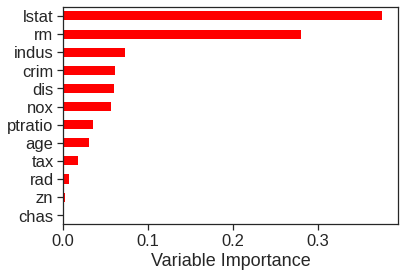 lstat
rm
indus
crim
dis
nox
ptratio
age
tax
rad
zn
chas
0.0 0.1 0.2 0.3
Variable Importance